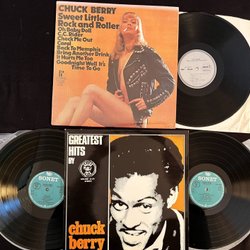 CHUCK BERRY
Sweet Little
Rock and Roller
Oh Baby Doll
C.C. Rider
Check Me Out
Carol
Back To Memphis
Bring Another Drink
It Hurts Me Too
Goodnight Well It's
Time To Go
SONET
SONET
GREATEST
HITS
BY
chuck
berry